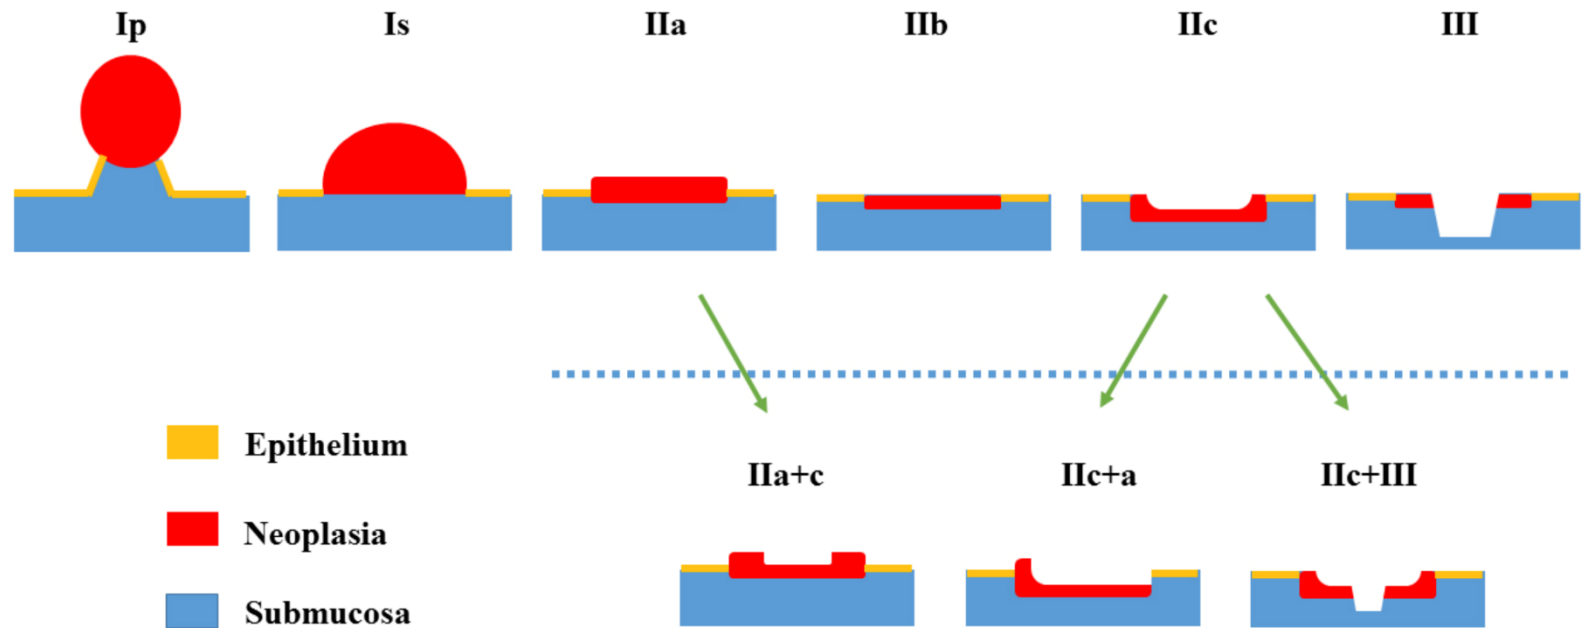 Ip Is IIa IIb IIc III
Epithelium
IIa+c IIc+a IIc+III
Neoplasia
Submucosa